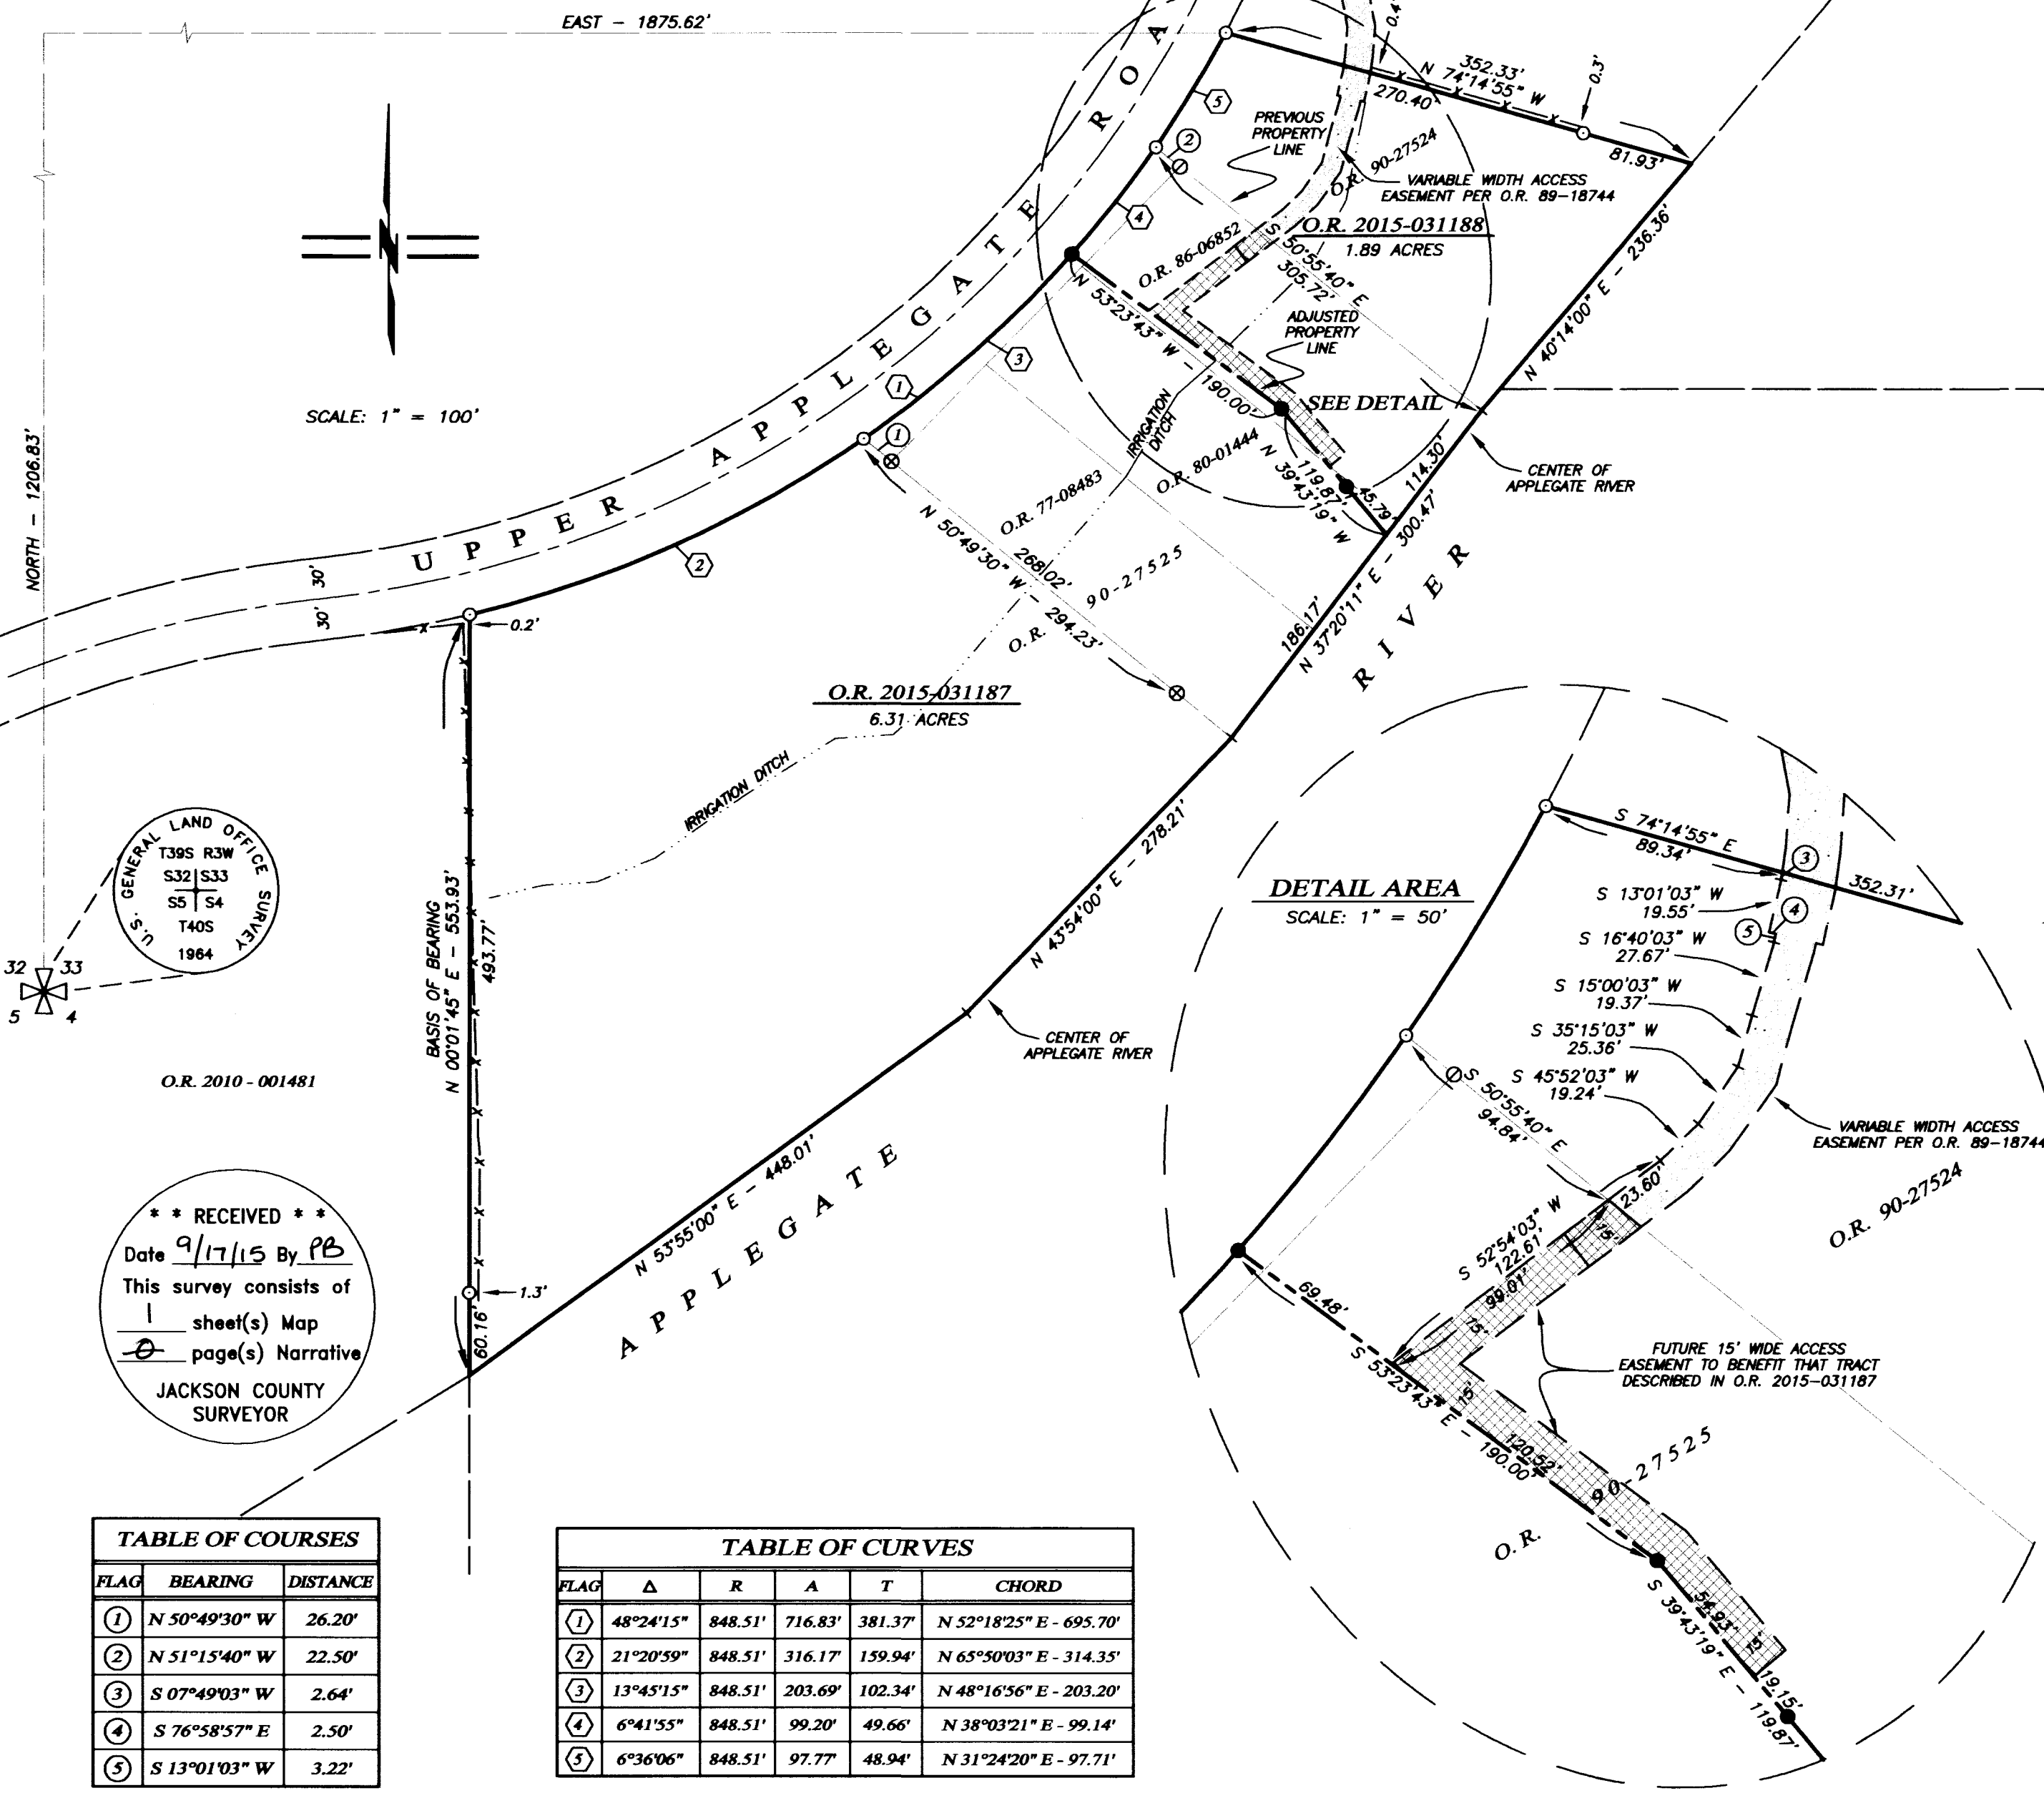 EAST - 1875.62'
NORTH - 1206.83'
SCALE: 1" = 100'
N
UPPER APPLEGATE ROA
5
2
4
3
1
1
2
352.33'
N 74°14'55" W
270.40'
0.4'
0.3'
81.93'
PREVIOUS
PROPERTY
LINE
O.R. 90-27524
VARIABLE WIDTH ACCESS
EASEMENT PER O.R. 89-18744
O.R. 2015-031188
1.89 ACRES
O.R. 86-06852
S 50°55'40" E
305.72'
N 40°14'00" E - 236.36'
ADJUSTED
PROPERTY
LINE
N 53°23'43" W - 190.00'
SEE DETAIL
IRRIGATION
DITCH
O.R. 80-01444
O.R. 77-08483
119.87'
N 39°43'19" W
45.79'
114.30'
N 37°20'11" E - 300.47'
186.17'
CENTER OF
APPLEGATE RIVER
RIVER
N 50°49'30" W - 294.23'
268.02'
O.R. 90-27525
30'
30'
0.2'
O.R. 2015-031187
6.31 ACRES
IRRIGATION DITCH
N 43°54'00" E - 278.21'
CENTER OF
APPLEGATE RIVER
BASIS OF BEARING
N 00°01'45" E - 553.93'
493.77'
1.3'
60.16'
N 53°55'00" E - 448.01'
APPLEGATE
U.S. GENERAL LAND OFFICE SURVEY
T39S R3W
S32 S33
S5 S4
T40S
1964
32 33
5 4
O.R. 2010 - 001481
* * RECEIVED * *
Date 9/17/15 By PB
This survey consists of
1 sheet(s) Map
0 page(s) Narrative
JACKSON COUNTY
SURVEYOR
DETAIL AREA
SCALE: 1" = 50'
S 74°14'55" E
89.34'
3
352.31'
S 13°01'03" W
19.55'
4
5
S 16°40'03" W
27.67'
S 15°00'03" W
19.37'
S 35°15'03" W
25.36'
S 45°52'03" W
19.24'
VARIABLE WIDTH ACCESS
EASEMENT PER O.R. 89-18744
S 50°55'40" E
94.84'
23.60'
O.R. 90-27524
S 52°54'03" W
122.61'
99.01'
15'
15'
15'
69.48'
S 53°23'43" E - 190.00'
120.52'
FUTURE 15' WIDE ACCESS
EASEMENT TO BENEFIT THAT TRACT
DESCRIBED IN O.R. 2015-031187
O.R. 90-27525
54.93'
15'
S 39°43'19" E - 119.87'
19.15'
TABLE OF COURSES
FLAG BEARING DISTANCE
1 N 50°49'30" W 26.20'
2 N 51°15'40" W 22.50'
3 S 07°49'03" W 2.64'
4 S 76°58'57" E 2.50'
5 S 13°01'03" W 3.22'
TABLE OF CURVES
FLAG Δ R A T CHORD
1 48°24'15" 848.51' 716.83' 381.37' N 52°18'25" E - 695.70'
2 21°20'59" 848.51' 316.17' 159.94' N 65°50'03" E - 314.35'
3 13°45'15" 848.51' 203.69' 102.34' N 48°16'56" E - 203.20'
4 6°41'55" 848.51' 99.20' 49.66' N 38°03'21" E - 99.14'
5 6°36'06" 848.51' 97.77' 48.94' N 31°24'20" E - 97.71'